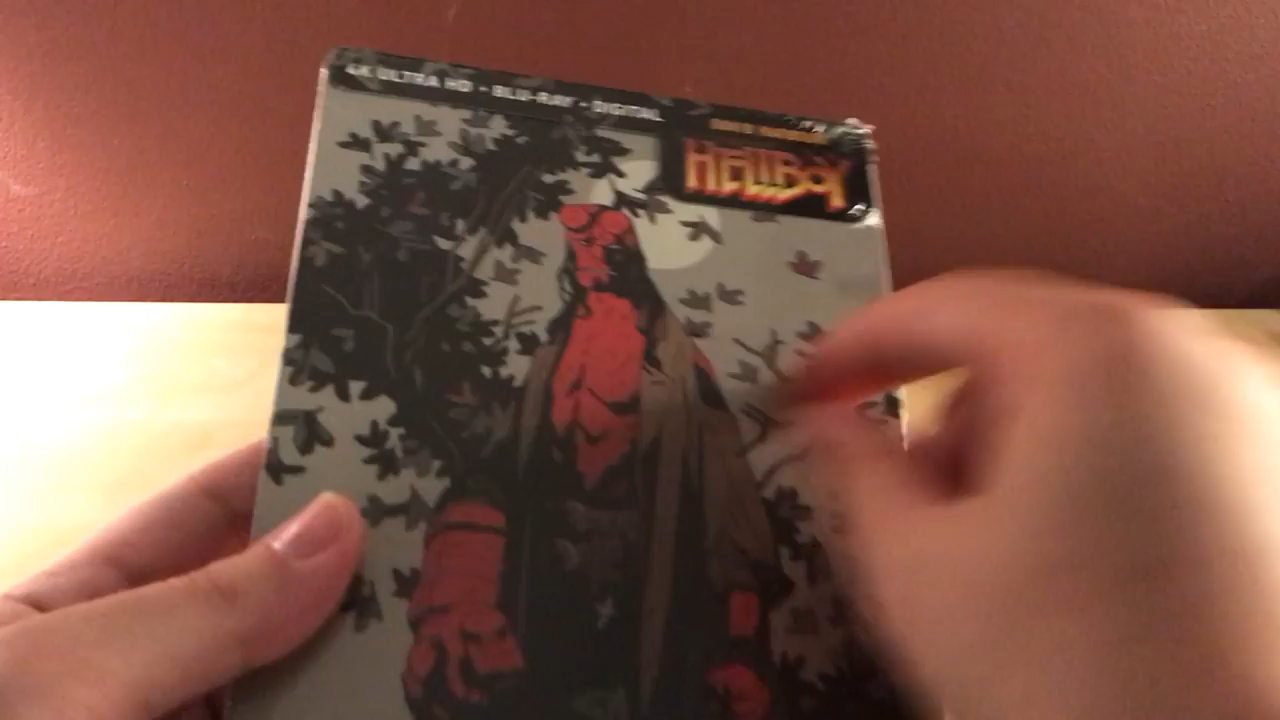 4K ULTRA HD • BLU-RAY • DIGITAL
HELLBOY